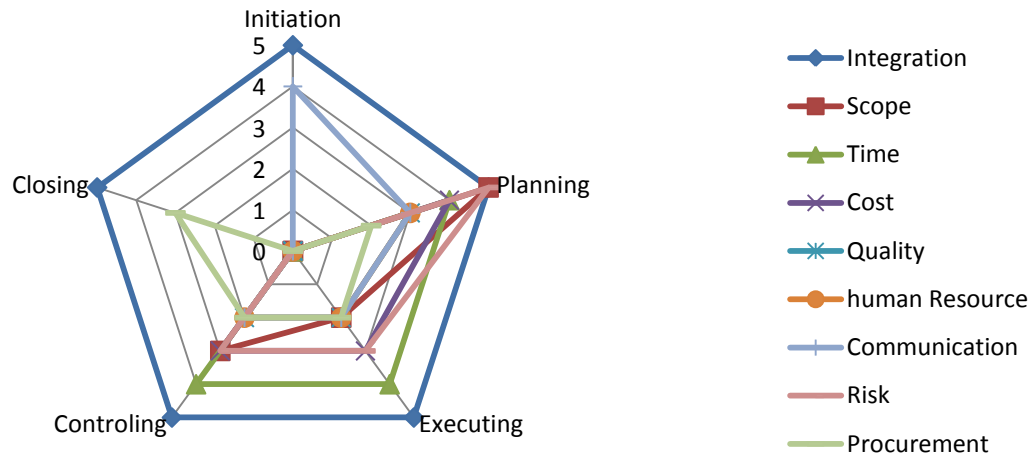 Initiation
5
4
3
2
1
0
Planning
Executing
Controling
Closing
Integration
Scope
Time
Cost
Quality
human Resource
Communication
Risk
Procurement